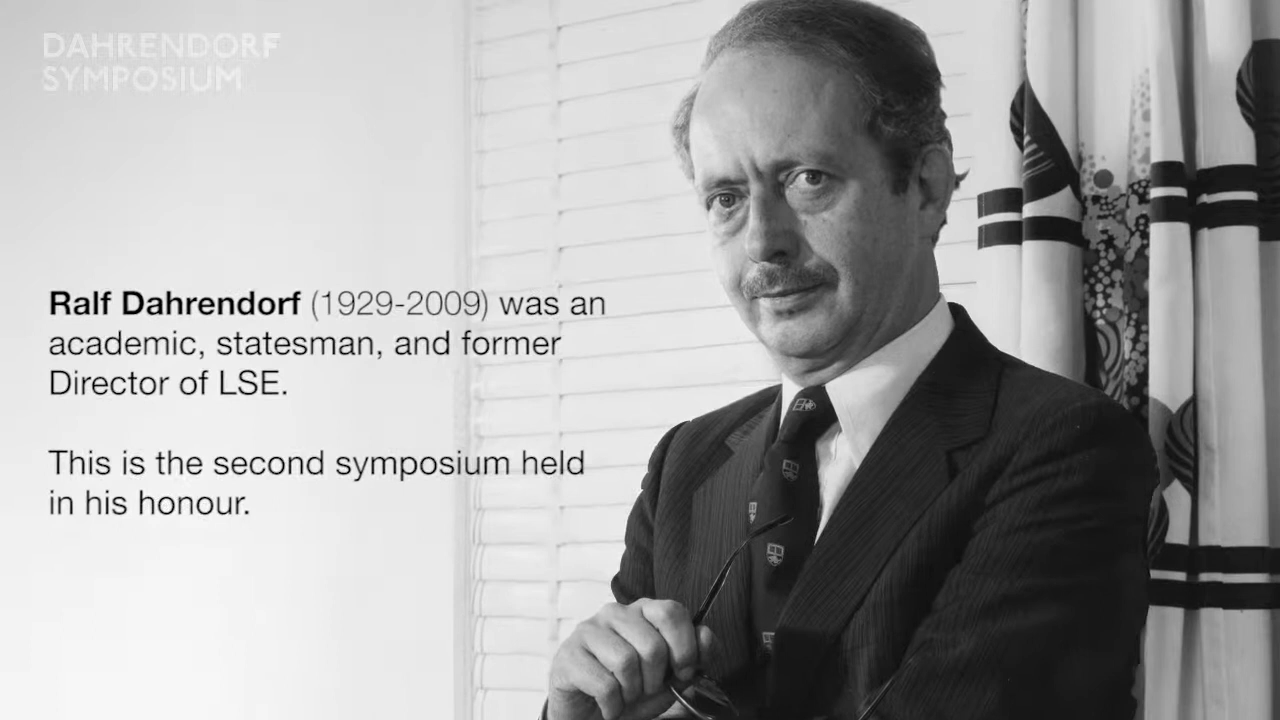 DAHRENDORF
SYMPOSIUM
Ralf Dahrendorf (1929-2009) was an
academic, statesman, and former
Director of LSE.
This is the second symposium held
in his honour.